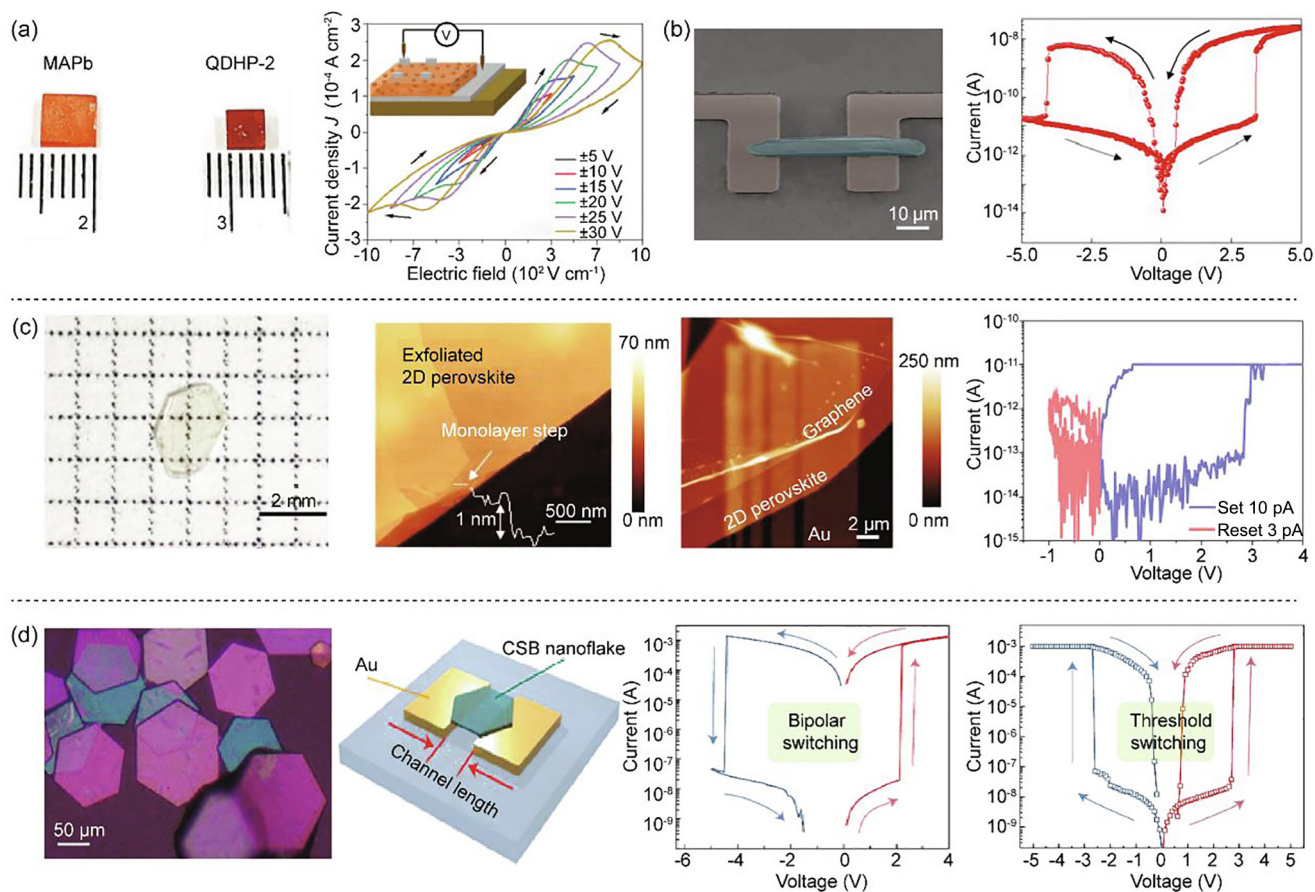 (a)
MAPb
QDHP-2
2
3
Current density J (10⁻⁴ A cm⁻²)
3
2
1
0
-1
-2
-3
V
±5 V
±10 V
±15 V
±20 V
±25 V
±30 V
-10 -7 -3 0 3 7 10
Electric field (10² V cm⁻¹)
(b)
10 µm
Current (A)
10⁻⁸
10⁻¹⁰
10⁻¹²
10⁻¹⁴
-5.0 -2.5 0 2.5 5.0
Voltage (V)
(c)
2 mm
Exfoliated
2D perovskite
Monolayer step
1 nm
500 nm
70 nm
0 nm
Graphene
2D perovskite
Au
2 µm
250 nm
0 nm
Current (A)
10⁻¹⁰
10⁻¹¹
10⁻¹²
10⁻¹³
10⁻¹⁴
10⁻¹⁵
Set 10 pA
Reset 3 pA
-1 0 1 2 3 4
Voltage (V)
(d)
50 µm
Au
CSB nanoflake
Channel length
Current (A)
10⁻³
10⁻⁴
10⁻⁵
10⁻⁶
10⁻⁷
10⁻⁸
10⁻⁹
Bipolar
switching
-6 -4 -2 0 2 4
Voltage (V)
Current (A)
10⁻³
10⁻⁴
10⁻⁵
10⁻⁶
10⁻⁷
10⁻⁸
10⁻⁹
Threshold
switching
-5 -4 -3 -2 -1 0 1 2 3 4 5
Voltage (V)